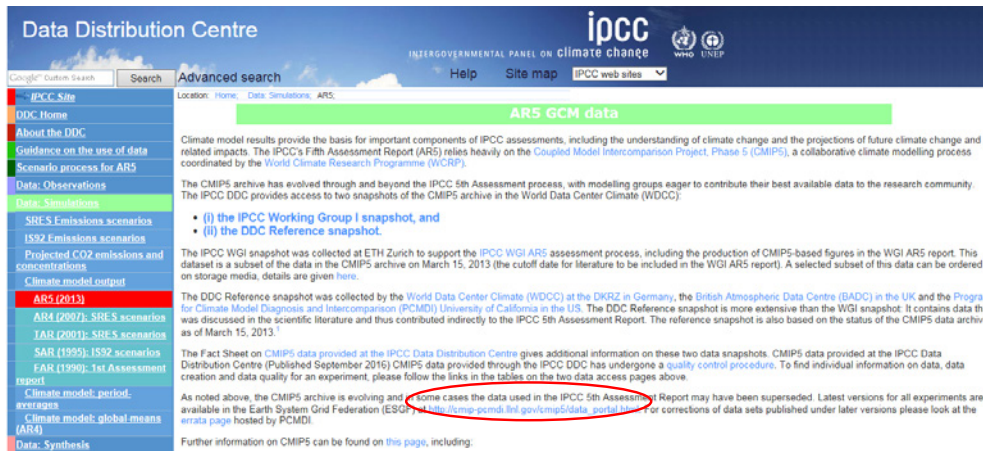 Data Distribution Centre
ipcc
INTERGOVERNMENTAL PANEL ON climate change
WMO UNEP
Google™ Custom Search
Search
Advanced search
Help
Site map
IPCC web sites
IPCC Site
DDC Home
About the DDC
Guidance on the use of data
Scenario process for AR5
Data: Observations
Data: Simulations
SRES Emissions scenarios
IS92 Emissions scenarios
Projected CO2 emissions and
concentrations
Climate model output
AR5 (2013)
AR4 (2007): SRES scenarios
TAR (2001): SRES scenarios
SAR (1995): IS92 scenarios
FAR (1990): 1st Assessment
report
Climate model: period-
averages
Climate model: global means
(AR4)
Data: Synthesis
Location: Home; Data: Simulations; AR5;
AR5 GCM data
Climate model results provide the basis for important components of IPCC assessments, including the understanding of climate change and the projections of future climate change and
related impacts. The IPCC's Fifth Assessment Report (AR5) relies heavily on the Coupled Model Intercomparison Project, Phase 5 (CMIP5), a collaborative climate modelling process
coordinated by the World Climate Research Programme (WCRP).
The CMIP5 archive has evolved through and beyond the IPCC 5th Assessment process, with modelling groups eager to contribute their best available data to the research community.
The IPCC DDC provides access to two snapshots of the CMIP5 archive in the World Data Center Climate (WDCC):
• (i) the IPCC Working Group I snapshot, and
• (ii) the DDC Reference snapshot.
The IPCC WGI snapshot was collected at ETH Zurich to support the IPCC WGI AR5 assessment process, including the production of CMIP5-based figures in the WGI AR5 report. This
dataset is a subset of the data in the CMIP5 archive on March 15, 2013 (the cutoff date for literature to be included in the WGI AR5 report). A selected subset of this data can be ordered
on storage media, details are given here.
The DDC Reference snapshot was collected by the World Data Center Climate (WDCC) at the DKRZ in Germany, the British Atmospheric Data Centre (BADC) in the UK and the Progra
for Climate Model Diagnosis and Intercomparison (PCMDI) University of California in the US. The DDC Reference snapshot is more extensive than the WGI snapshot: It contains data th
was discussed in the scientific literature and thus contributed indirectly to the IPCC 5th Assessment Report. The reference snapshot is also based on the status of the CMIP5 data archiv
as of March 15, 2013.1
The Fact Sheet on CMIP5 data provided at the IPCC Data Distribution Centre gives additional information on these two data snapshots. CMIP5 data provided at the IPCC Data
Distribution Centre (Published September 2016) CMIP5 data provided through the IPCC DDC has undergone a quality control procedure. To find individual information on data, data
creation and data quality for an experiment, please follow the links in the tables on the two data access pages above.
As noted above, the CMIP5 archive is evolving and in some cases the data used in the IPCC 5th Assessment Report may have been superseded. Latest versions for all experiments are
available in the Earth System Grid Federation (ESGF) at http://cmip-pcmdi.llnl.gov/cmip5/data_portal.html. For corrections of data sets published under later versions please look at the
errata page hosted by PCMDI.
Further information on CMIP5 can be found on this page, including: